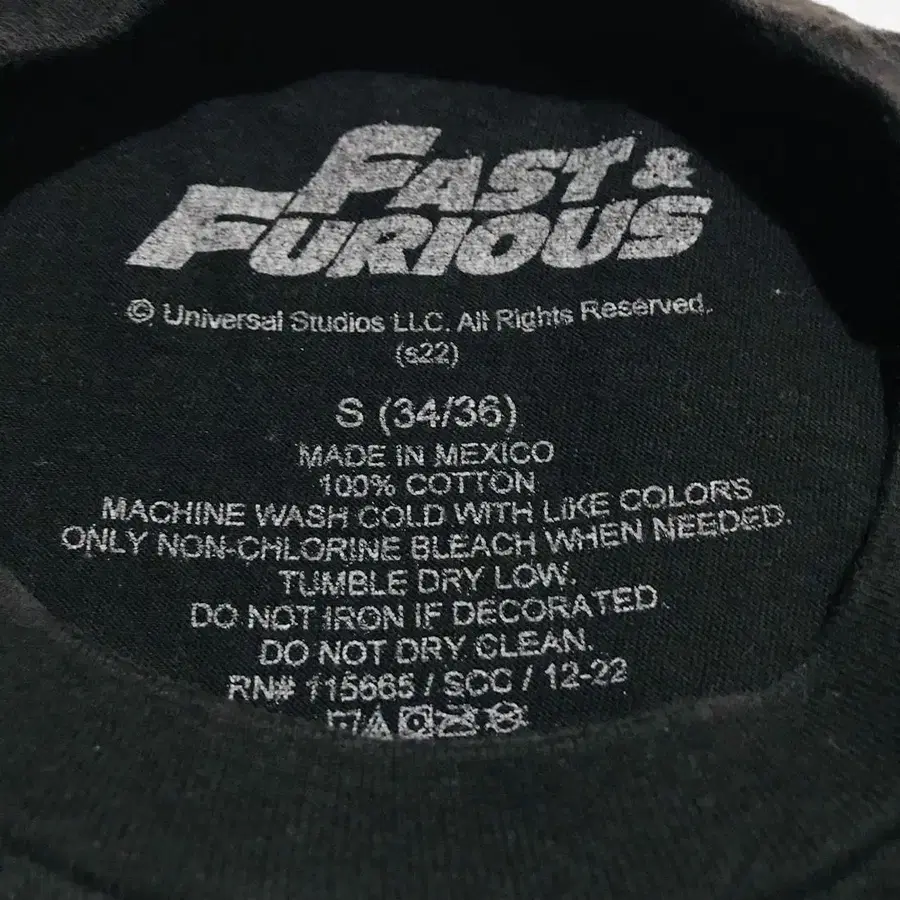 FAST &
FURIOUS
© Universal Studios LLC. All Rights Reserved.
(s22)
S (34/36)
MADE IN MEXICO
100% COTTON
MACHINE WASH COLD WITH LIKE COLORS
ONLY NON-CHLORINE BLEACH WHEN NEEDED.
TUMBLE DRY LOW.
DO NOT IRON IF DECORATED.
DO NOT DRY CLEAN.
RN# 115665 / SCC / 12-22